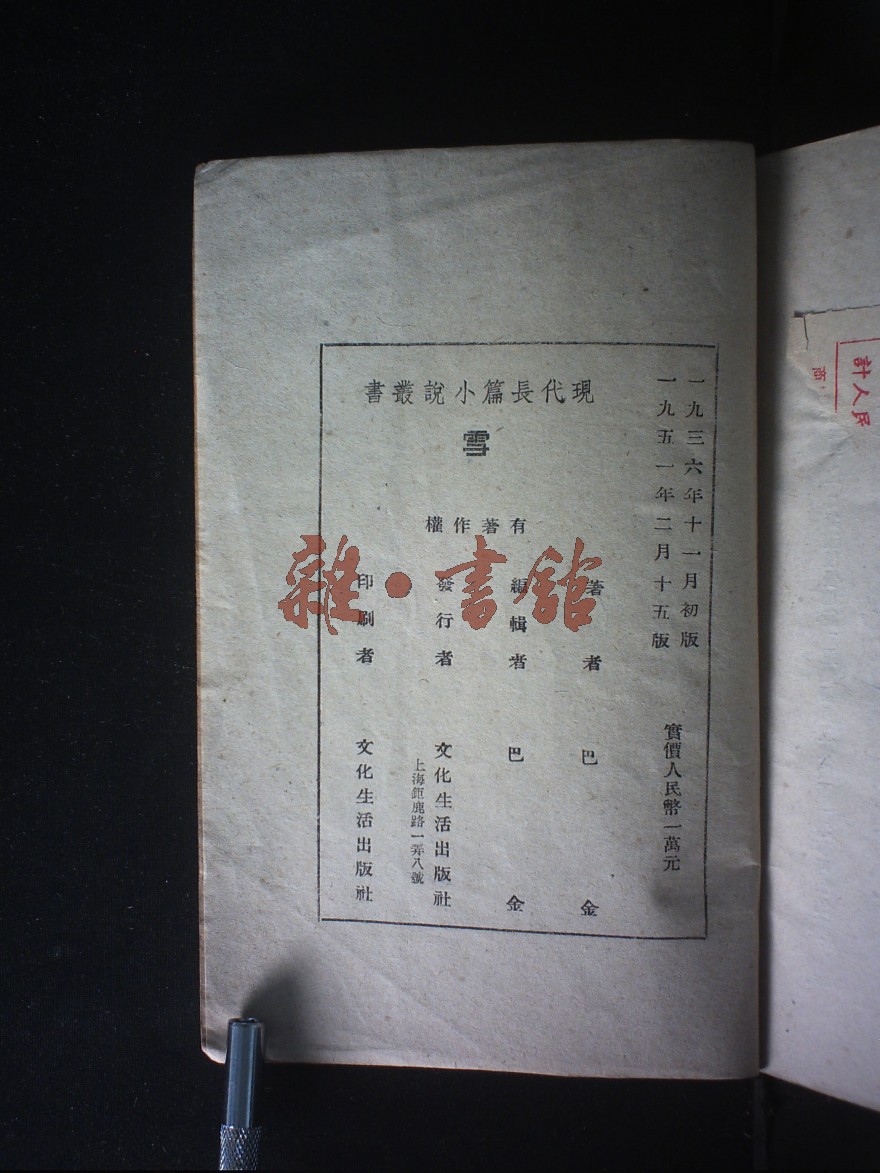 一九三六年十一月初版
一九五一年二月十五版
實價人民幣一萬元
現代長篇小說叢書
雪
有著作權
著者 巴金
編輯者 巴金
發行者 文化生活出版社
上海鉅鹿路一弄八號
印刷者 文化生活出版社
雜·書館
計人民
商